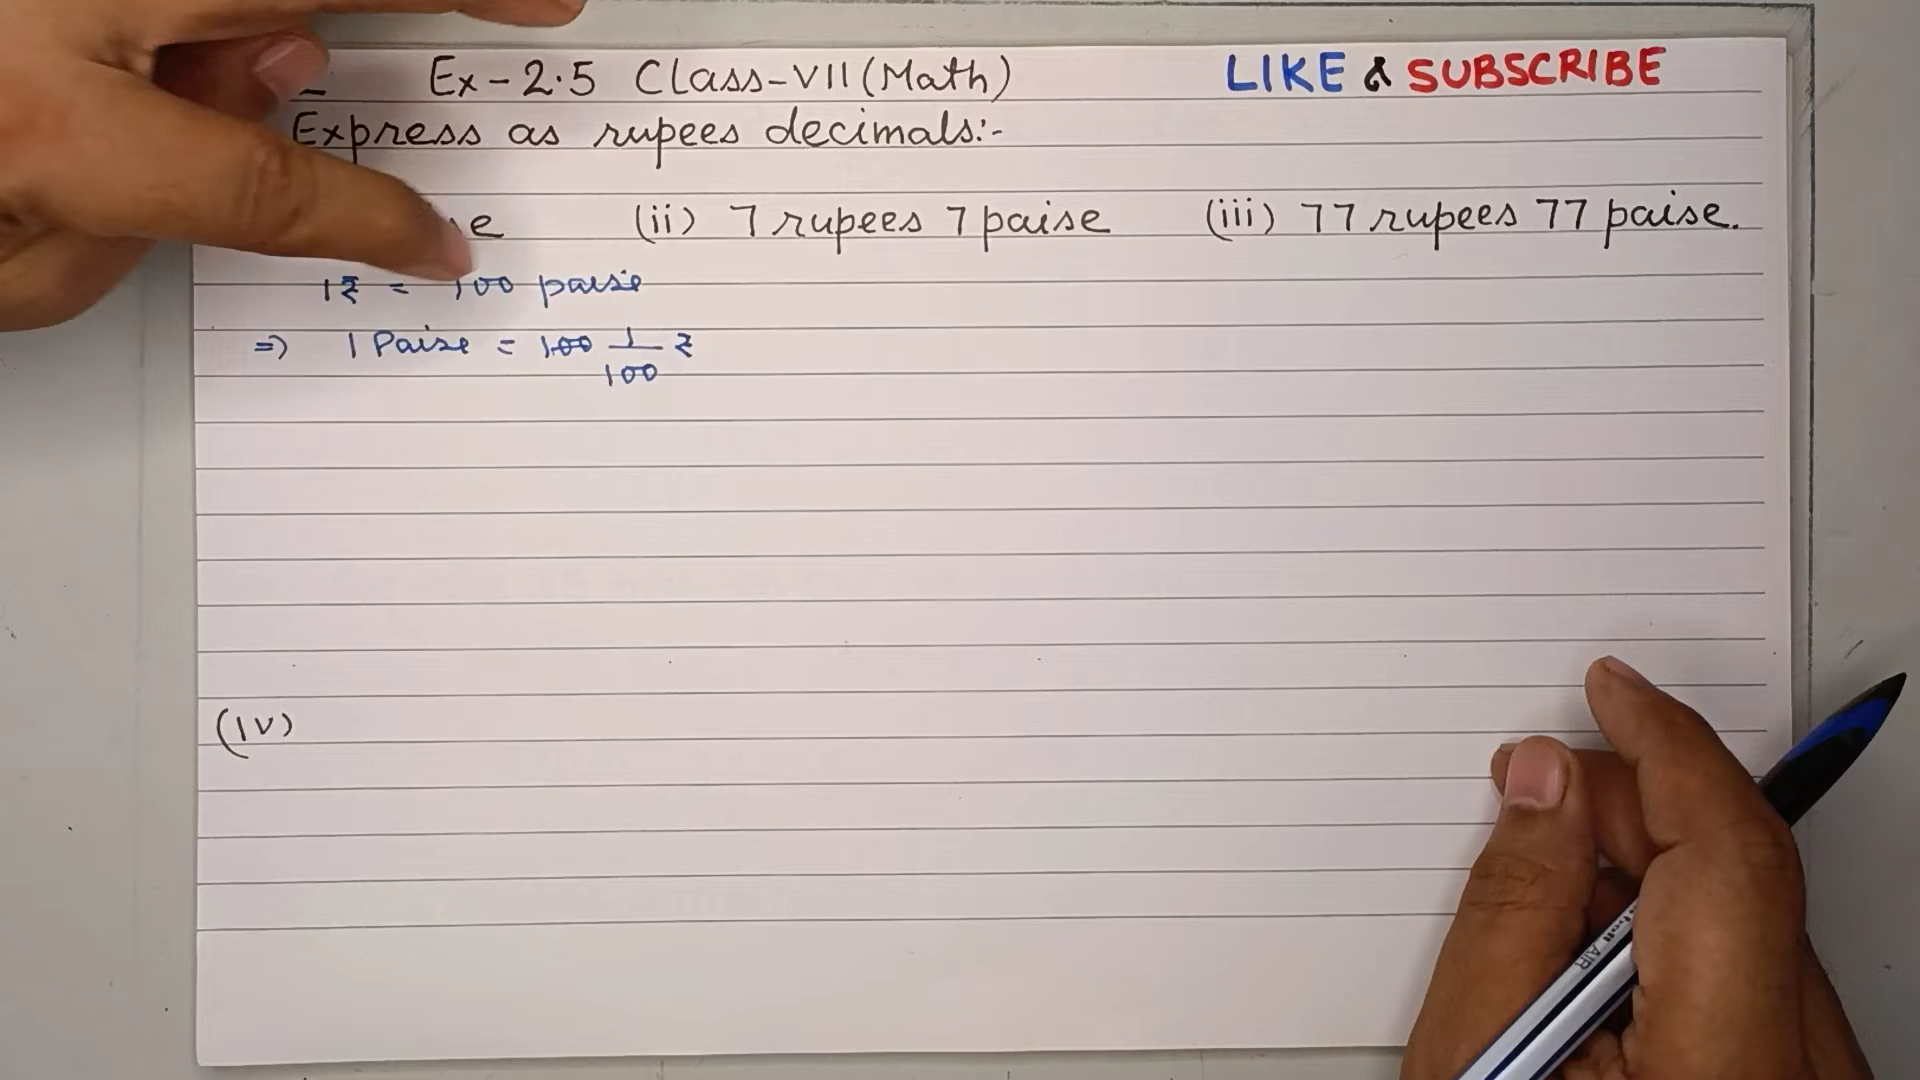 Ex-2.5 Class-VII (Math) LIKE & SUBSCRIBE
Express as rupees decimals:-
(ii) 7 rupees 7 paise (iii) 77 rupees 77 paise.
1₹ = 100 paise
⇒ 1 Paise = 100 1/100 ₹
(iv)